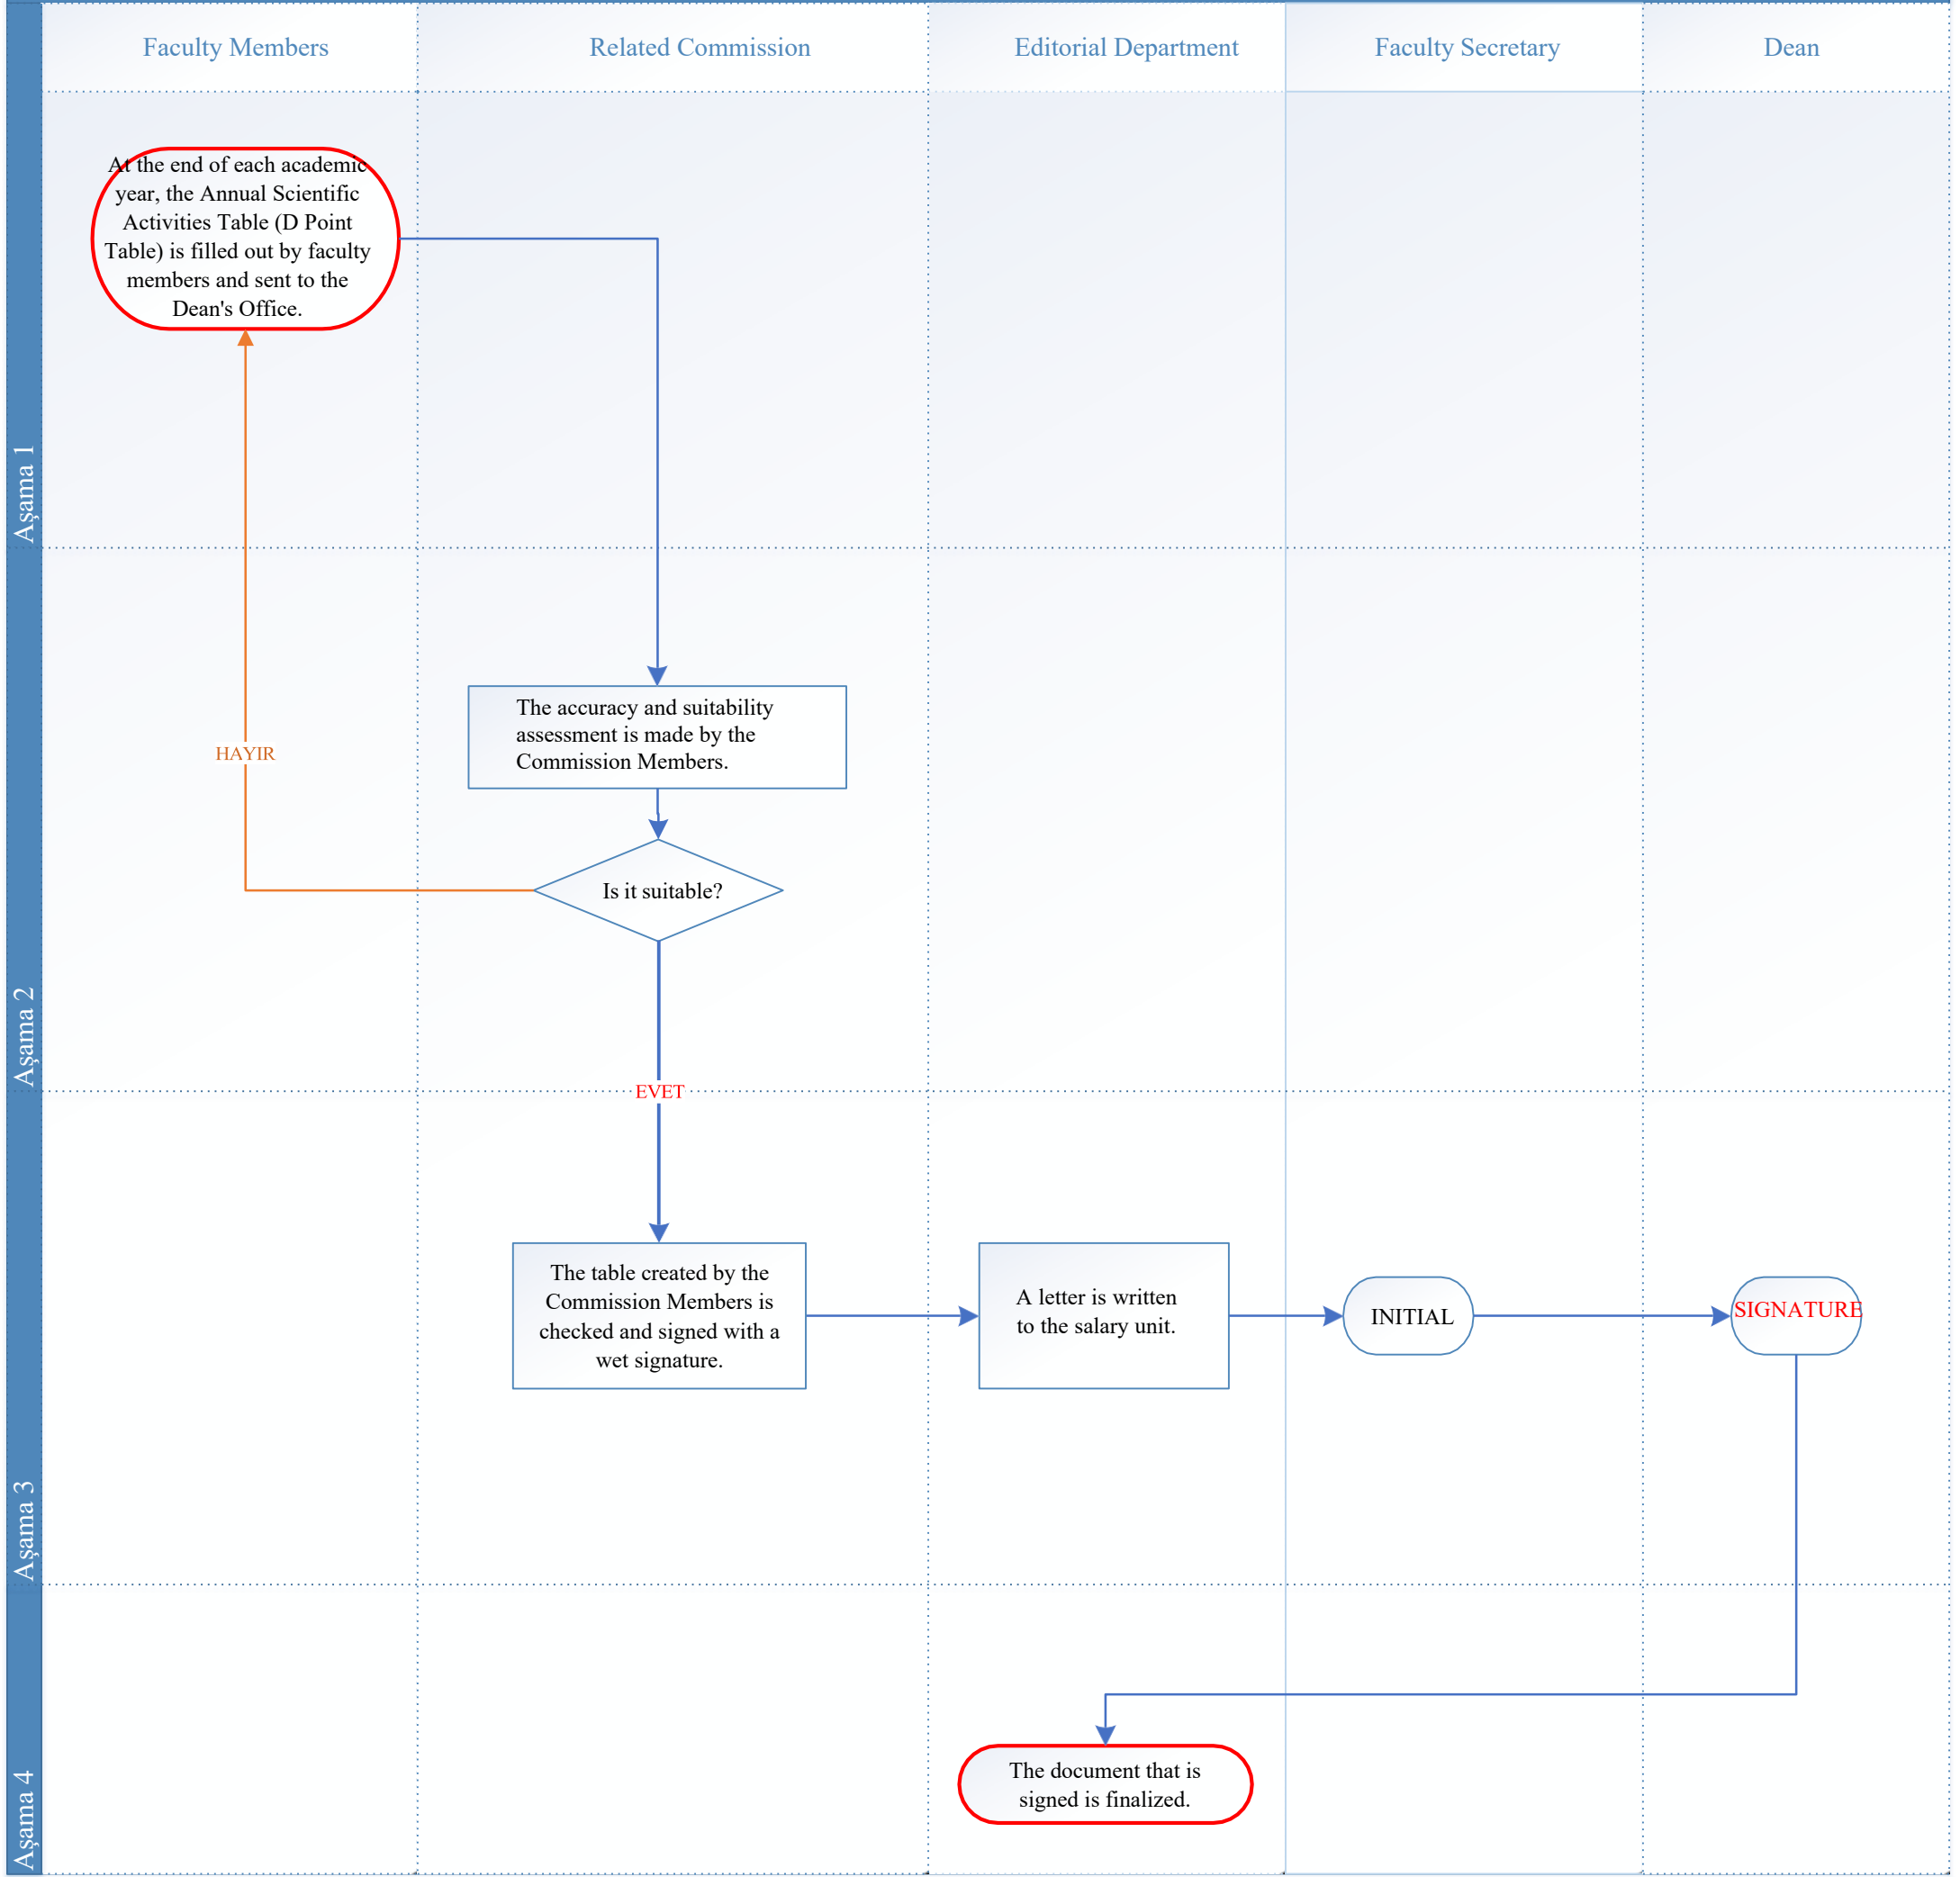 Faculty Members
Related Commission
Editorial Department
Faculty Secretary
Dean
Aşama 1
At the end of each academic
year, the Annual Scientific
Activities Table (D Point
Table) is filled out by faculty
members and sent to the
Dean's Office.
Aşama 2
The accuracy and suitability
assessment is made by the
Commission Members.
HAYIR
Is it suitable?
EVET
Aşama 3
The table created by the
Commission Members is
checked and signed with a
wet signature.
A letter is written
to the salary unit.
INITIAL
SIGNATURE
Aşama 4
The document that is
signed is finalized.